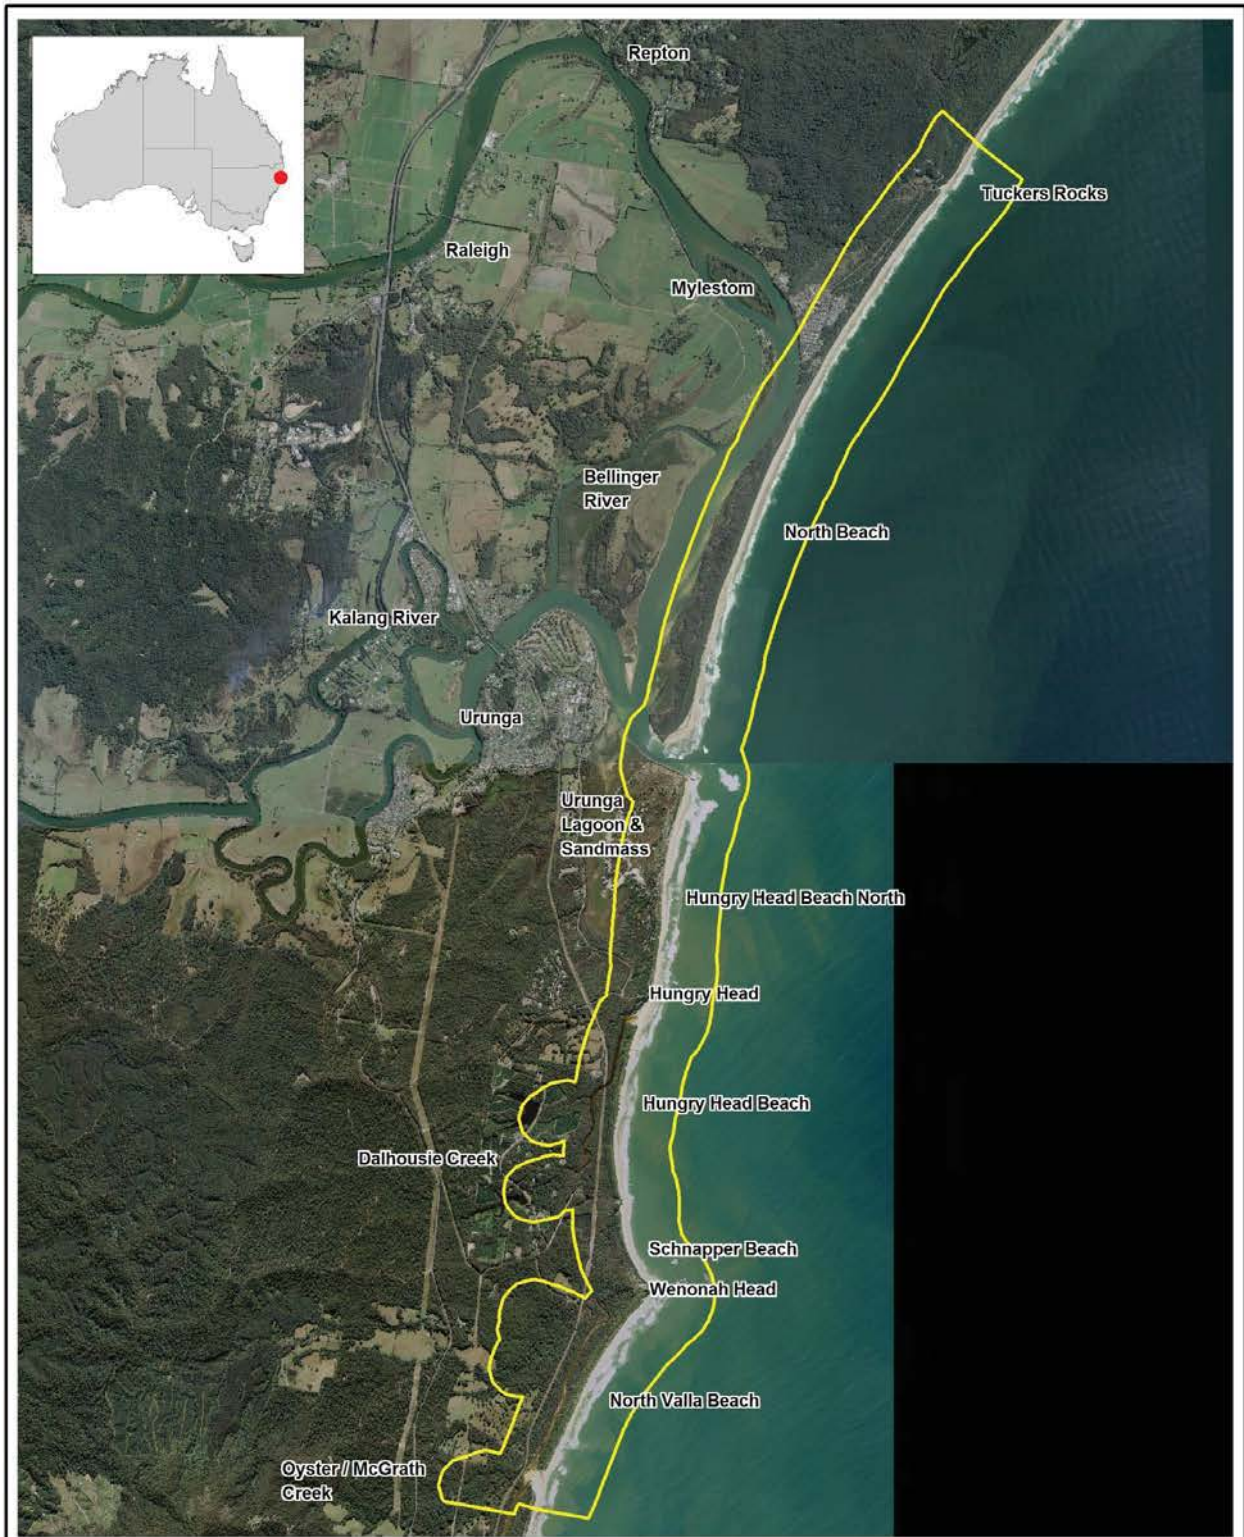 Repton
Tuckers Rocks
Raleigh
Mylestom
Bellinger
River
North Beach
Kalang River
Urunga
Urunga
Lagoon &
Sandmass
Hungry Head Beach North
Hungry Head
Hungry Head Beach
Dalhousie Creek
Schnapper Beach
Wenonah Head
North Valla Beach
Oyster / McGrath
Creek